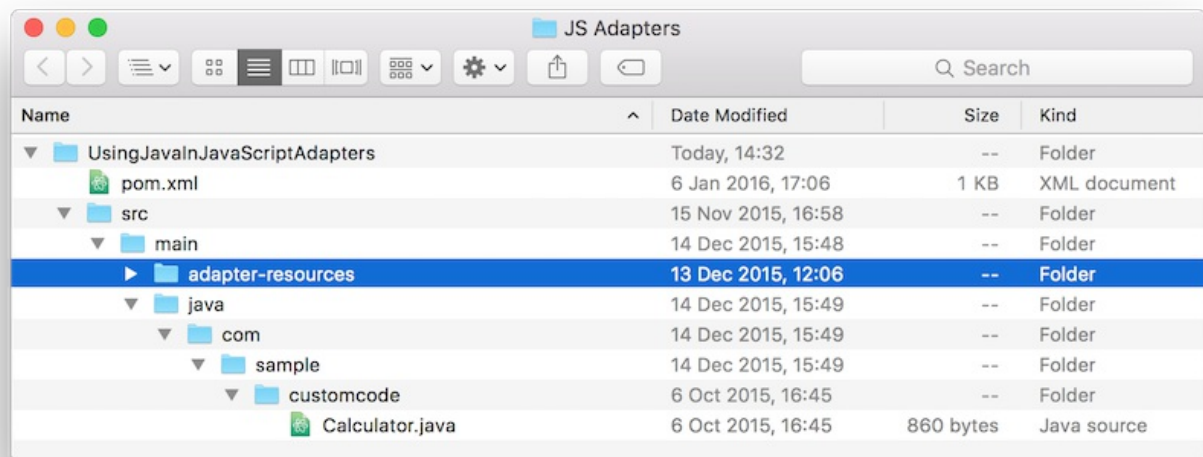 JS Adapters
Search
Name Date Modified Size Kind
UsingJavaInJavaScriptAdapters Today, 14:32 -- Folder
pom.xml 6 Jan 2016, 17:06 1 KB XML document
src 15 Nov 2015, 16:58 -- Folder
main 14 Dec 2015, 15:48 -- Folder
adapter-resources 13 Dec 2015, 12:06 -- Folder
java 14 Dec 2015, 15:49 -- Folder
com 14 Dec 2015, 15:49 -- Folder
sample 14 Dec 2015, 15:49 -- Folder
customcode 6 Oct 2015, 16:45 -- Folder
Calculator.java 6 Oct 2015, 16:45 860 bytes Java source